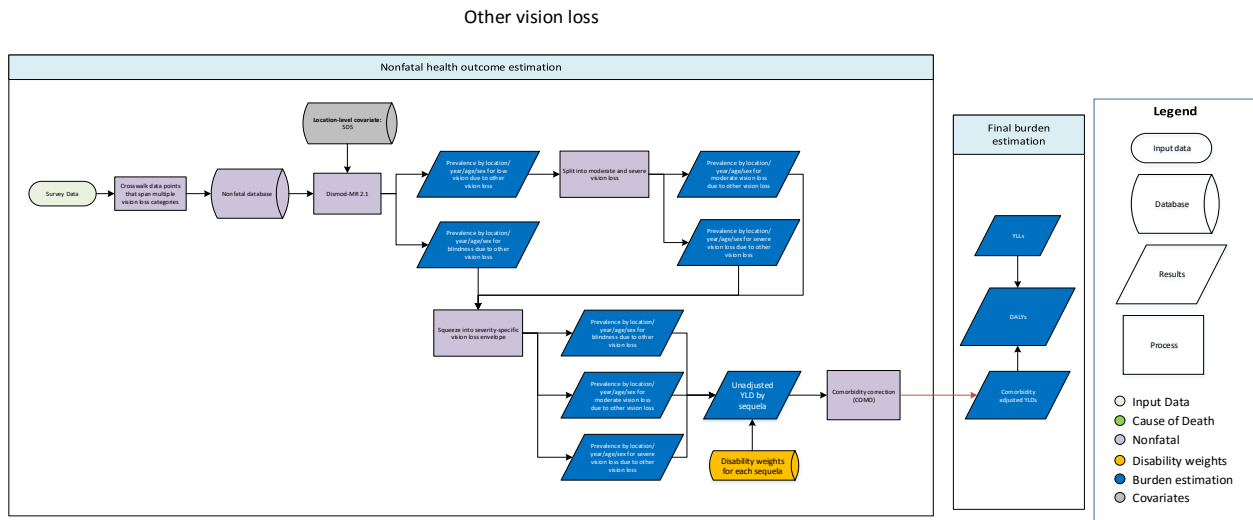 Other vision loss
Nonfatal health outcome estimation
Location-level covariate:
SDS
Survey Data
Crosswalk data points
that span multiple
vision loss categories
Nonfatal database
Dismod-MR 2.1
Prevalence by location/
year/age/sex for low
vision due to other
vision loss
Split into moderate and severe
vision loss
Prevalence by location/
year/age/sex for
moderate vision loss
due to other vision loss
Prevalence by location/
year/age/sex for
blindness due to other
vision loss
Prevalence by location/
year/age/sex for severe
vision loss due to other
vision loss
Squeeze into severity-specific
vision loss envelope
Prevalence by location/
year/age/sex for
blindness due to other
vision loss
Prevalence by location/
year/age/sex for
moderate vision loss
due to other vision loss
Prevalence by location/
year/age/sex for severe
vision loss due to other
vision loss
Unadjusted
YLD by
sequela
Disability weights
for each sequela
Comorbidity correction
(COMO)
Final burden
estimation
YLLs
DALYs
Comorbidity
adjusted YLDs
Legend
Input data
Database
Results
Process
Input Data
Cause of Death
Nonfatal
Disability weights
Burden estimation
Covariates